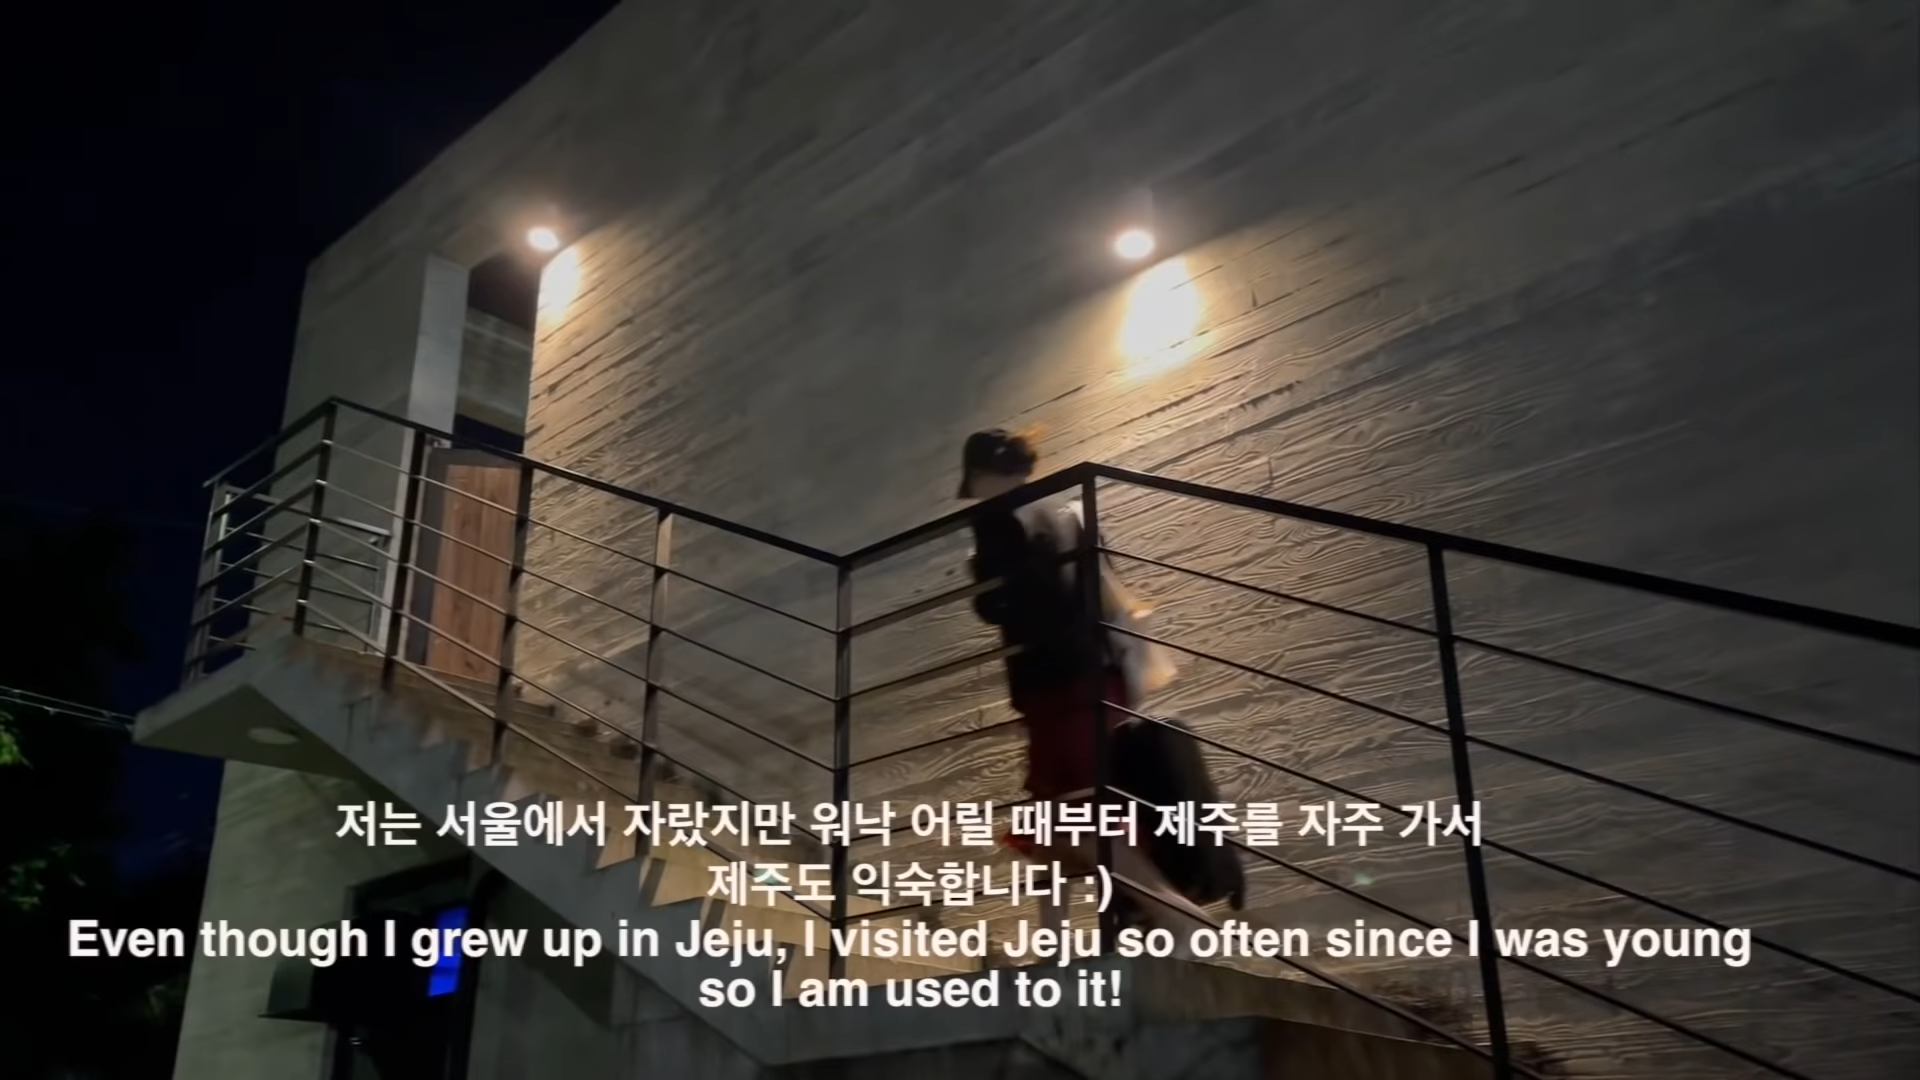 저는 서울에서 자랐지만 워낙 어릴 때부터 제주를 자주 가서
제주도 익숙합니다 :)
Even though I grew up in Jeju, I visited Jeju so often since I was young
so I am used to it!